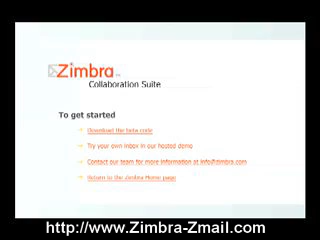 Zimbra™
Collaboration Suite
To get started
Download the beta code
Try your own inbox in our hosted demo
Contact our team for more information at info@zimbra.com
Return to the Zimbra Home page
http://www.Zimbra-Zmail.com